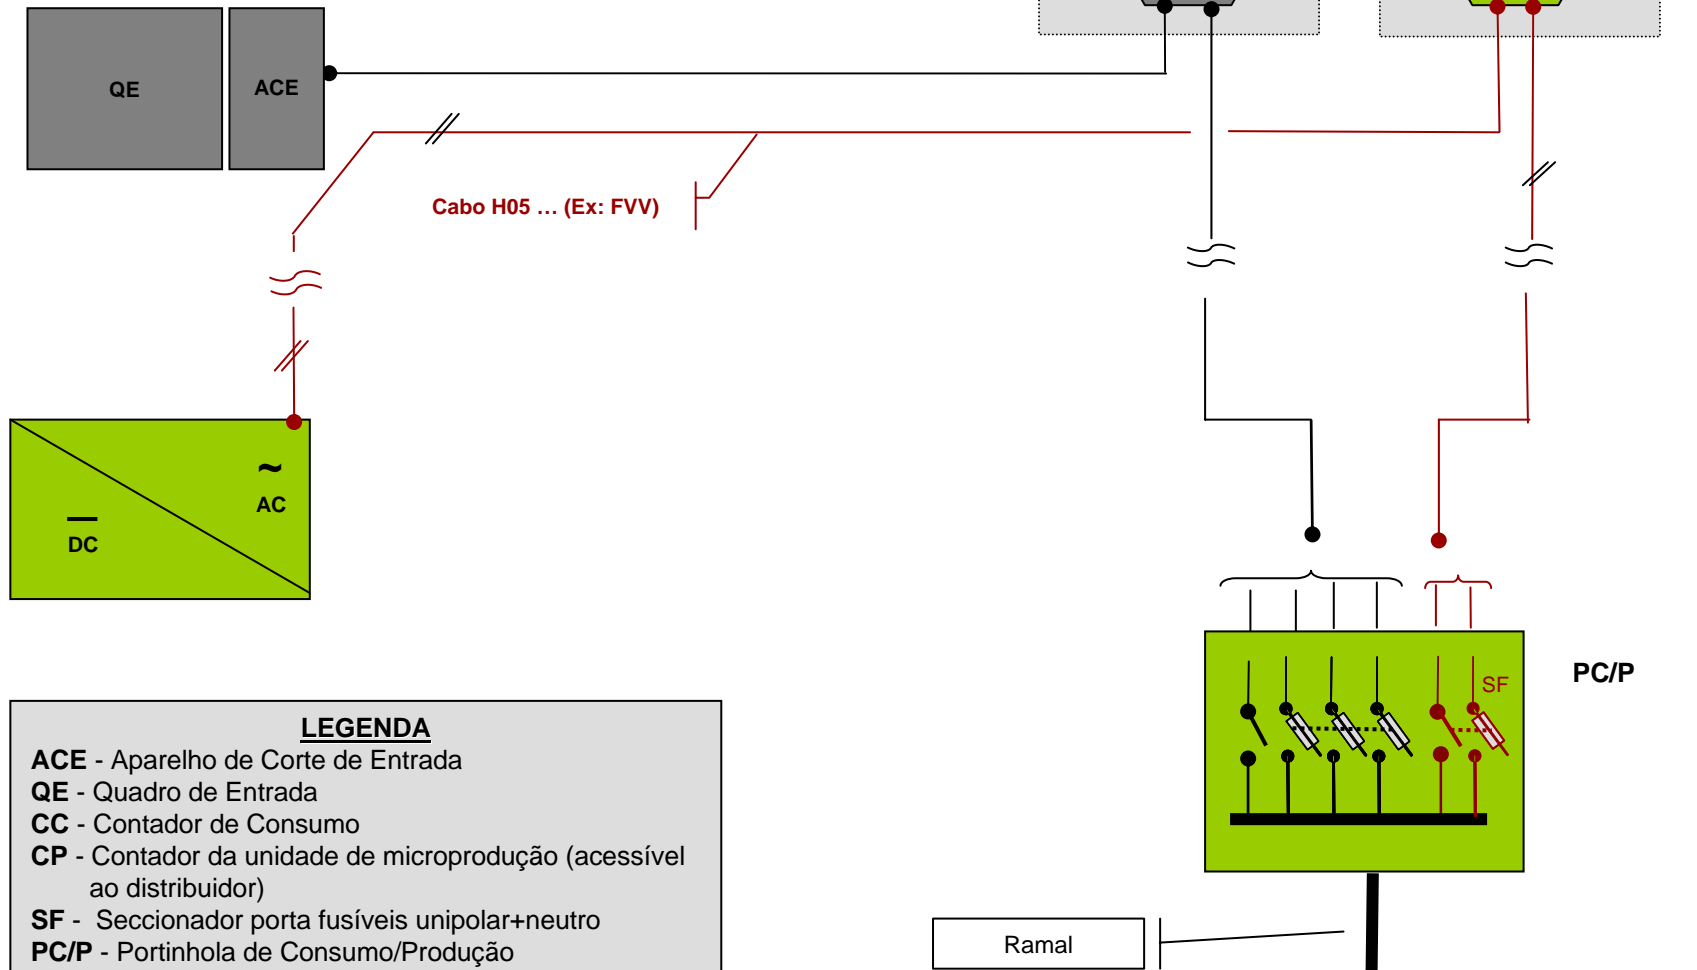 QE
ACE
Cabo H05 … (Ex: FVV)
~
AC
DC
PC/P
SF
LEGENDA
ACE - Aparelho de Corte de Entrada
QE - Quadro de Entrada
CC - Contador de Consumo
CP - Contador da unidade de microprodução (acessível
ao distribuidor)
SF - Seccionador porta fusíveis unipolar+neutro
PC/P - Portinhola de Consumo/Produção
Ramal